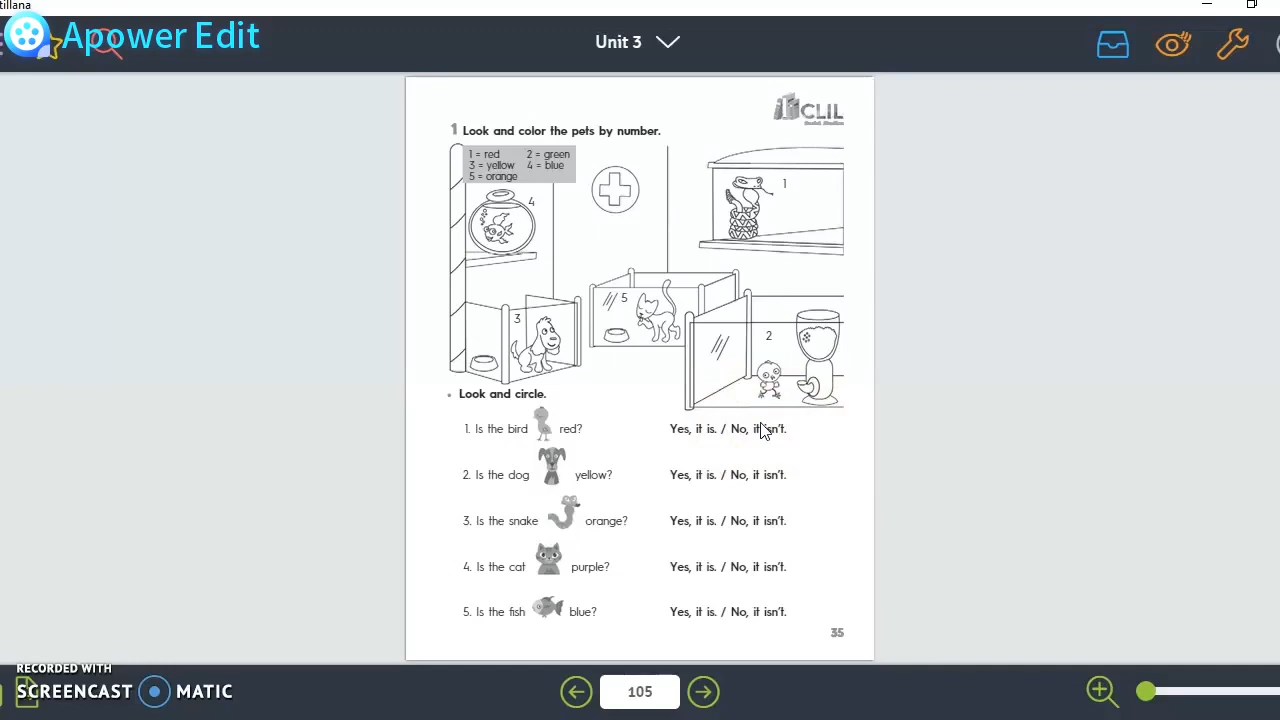 tillana
Apower Edit
Unit 3
CLIL
1 Look and color the pets by number.
1 = red 2 = green
3 = yellow 4 = blue
5 = orange
4
1
5
3
2
• Look and circle.
1. Is the bird red? Yes, it is. / No, it isn't.
2. Is the dog yellow? Yes, it is. / No, it isn't.
3. Is the snake orange? Yes, it is. / No, it isn't.
4. Is the cat purple? Yes, it is. / No, it isn't.
5. Is the fish blue? Yes, it is. / No, it isn't.
35
RECORDED WITH
SCREENCAST MATIC
105